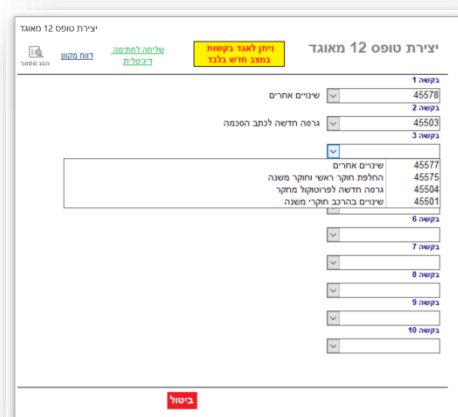 יצירת טופס 12 מאוגד
יצירת טופס 12 מאוגד
ניתן לאגד בקשות
במצב חדש בלבד
שליחה לחתימה
דיגיטלית
דווח מקוון
הצג מסמך
בקשה 1
45578 שינויים אחרים
בקשה 2
45503 גרסה חדשה לכתב הסכמה
בקשה 3
45577 שינויים אחרים
45575 החלפת חוקר ראשי וחוקר משנה
45504 גרסה חדשה לפרוטוקול מחקר
45501 שינויים בהרכב חוקרי משנה
בקשה 6
בקשה 7
בקשה 8
בקשה 9
בקשה 10
ביטול